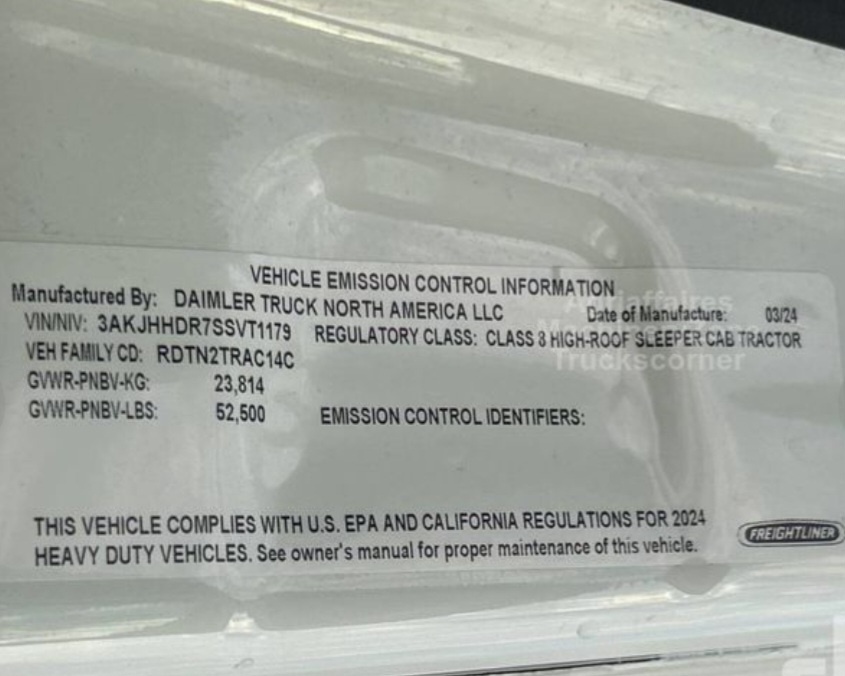 VEHICLE EMISSION CONTROL INFORMATION
Manufactured By: DAIMLER TRUCK NORTH AMERICA LLC Date of Manufacture: 03/24
VIN/NIV: 3AKJHHDR7SSVT1179 REGULATORY CLASS: CLASS 8 HIGH-ROOF SLEEPER CAB TRACTOR
VEH FAMILY CD: RDTN2TRAC14C
GVWR-PNBV-KG: 23,814
GVWR-PNBV-LBS: 52,500 EMISSION CONTROL IDENTIFIERS:
THIS VEHICLE COMPLIES WITH U.S. EPA AND CALIFORNIA REGULATIONS FOR 2024
HEAVY DUTY VEHICLES. See owner's manual for proper maintenance of this vehicle.
FREIGHTLINER
Truckscorner